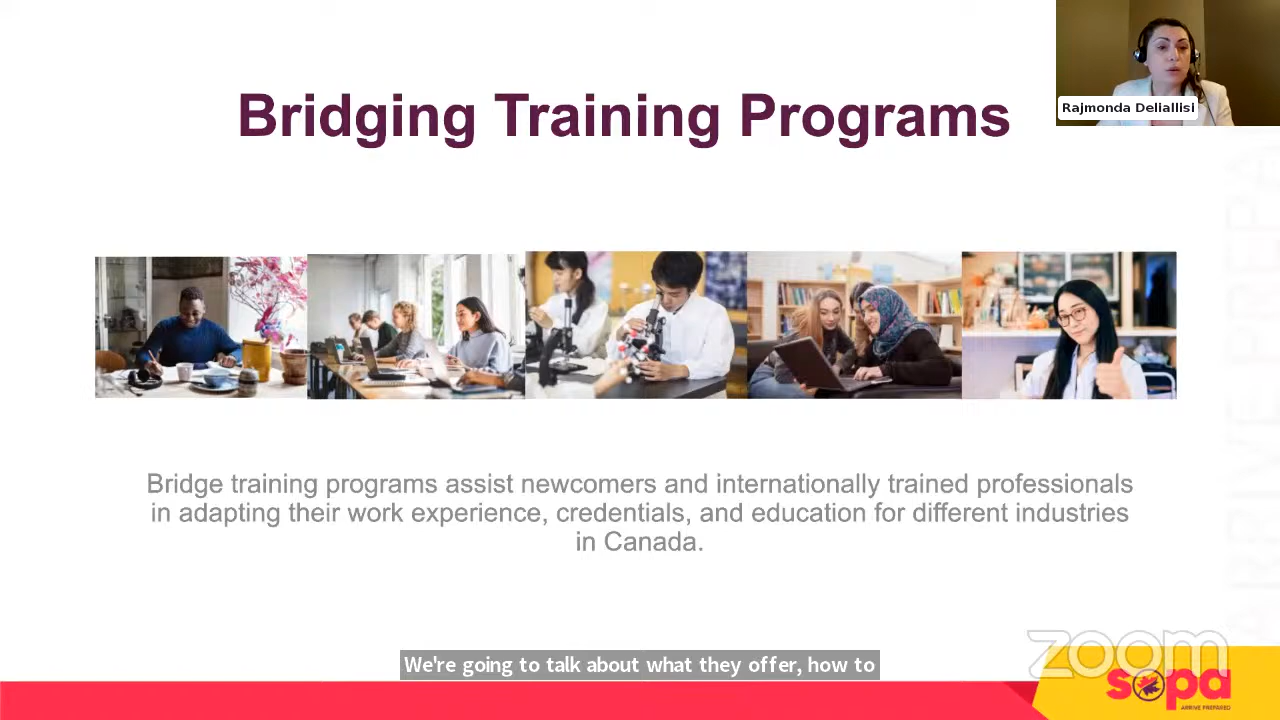 Bridging Training Programs
Rajmonda Deliallisi
Bridge training programs assist newcomers and internationally trained professionals
in adapting their work experience, credentials, and education for different industries
in Canada.
We're going to talk about what they offer, how to
zoom
sopa
ARRIVE PREPARED
ARRIVE PREPA